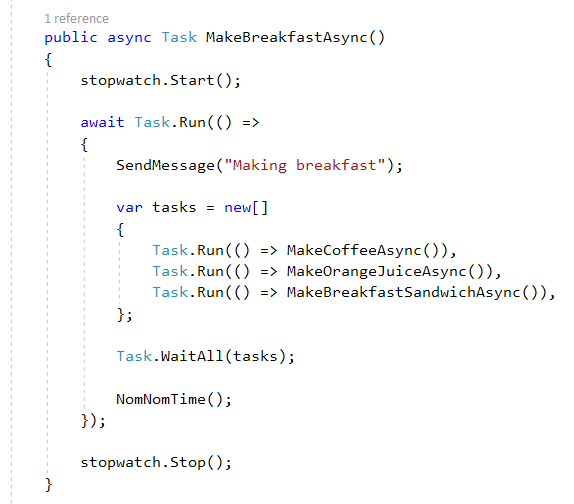 1 reference
public async Task MakeBreakfastAsync()
{
    stopwatch.Start();

    await Task.Run(() =>
    {
        SendMessage("Making breakfast");

        var tasks = new[]
        {
            Task.Run(() => MakeCoffeeAsync()),
            Task.Run(() => MakeOrangeJuiceAsync()),
            Task.Run(() => MakeBreakfastSandwichAsync()),
        };

        Task.WaitAll(tasks);

        NomNomTime();
    });

    stopwatch.Stop();
}